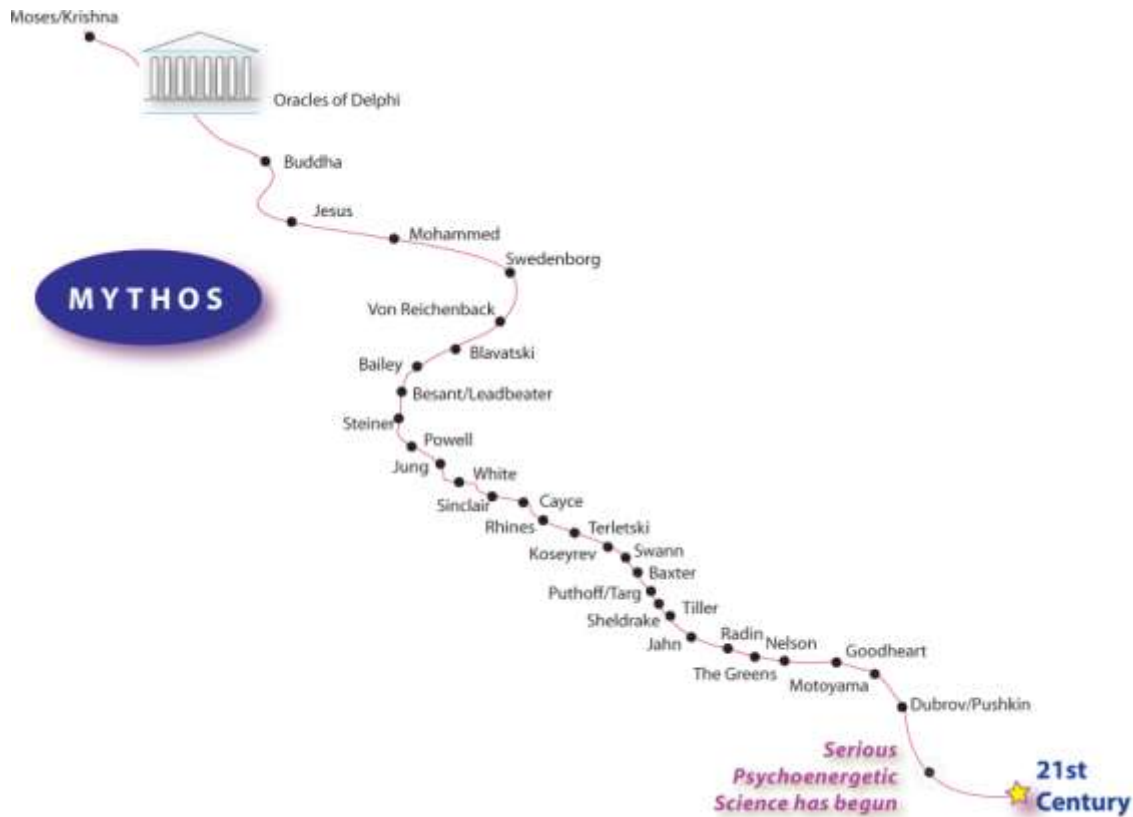 Moses/Krishna
Oracles of Delphi
Buddha
Jesus
Mohammed
Swedenborg
MYTHOS
Von Reichenback
Blavatski
Bailey
Besant/Leadbeater
Steiner
Powell
Jung
White
Sinclair
Cayce
Rhines
Terletski
Koseyrev
Swann
Baxter
Puthoff/Targ
Tiller
Sheldrake
Radin
Jahn
Nelson
The Greens
Goodheart
Motoyama
Dubrov/Pushkin
Serious
Psychoenergetic
Science has begun
21st
Century